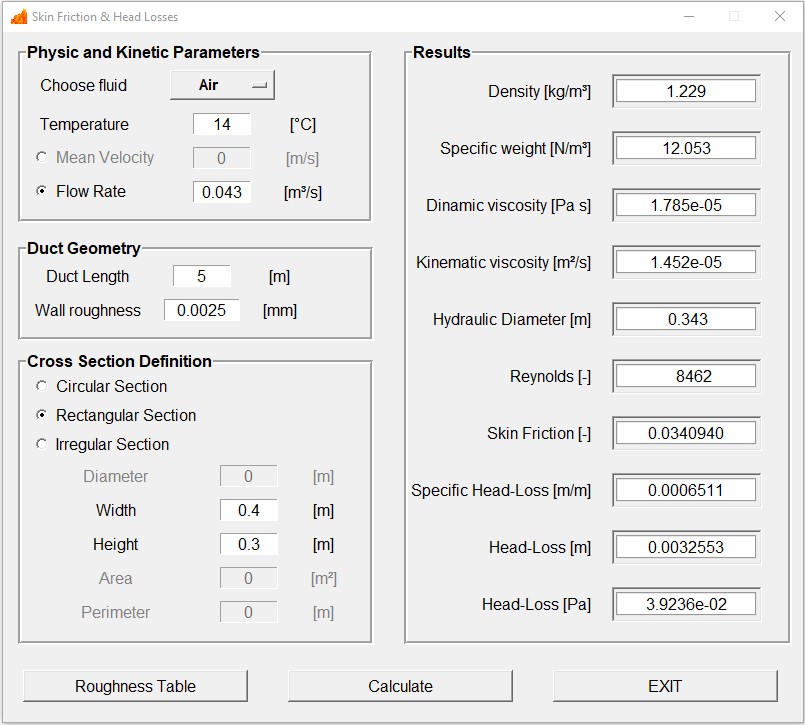 Skin Friction & Head Losses
Physic and Kinetic Parameters
Choose fluid Air
Temperature 14 [°C]
Mean Velocity 0 [m/s]
Flow Rate 0.043 [m³/s]
Duct Geometry
Duct Length 5 [m]
Wall roughness 0.0025 [mm]
Cross Section Definition
Circular Section
Rectangular Section
Irregular Section
Diameter 0 [m]
Width 0.4 [m]
Height 0.3 [m]
Area 0 [m²]
Perimeter 0 [m]
Results
Density [kg/m³] 1.229
Specific weight [N/m³] 12.053
Dinamic viscosity [Pa s] 1.785e-05
Kinematic viscosity [m²/s] 1.452e-05
Hydraulic Diameter [m] 0.343
Reynolds [-] 8462
Skin Friction [-] 0.0340940
Specific Head-Loss [m/m] 0.0006511
Head-Loss [m] 0.0032553
Head-Loss [Pa] 3.9236e-02
Roughness Table Calculate EXIT